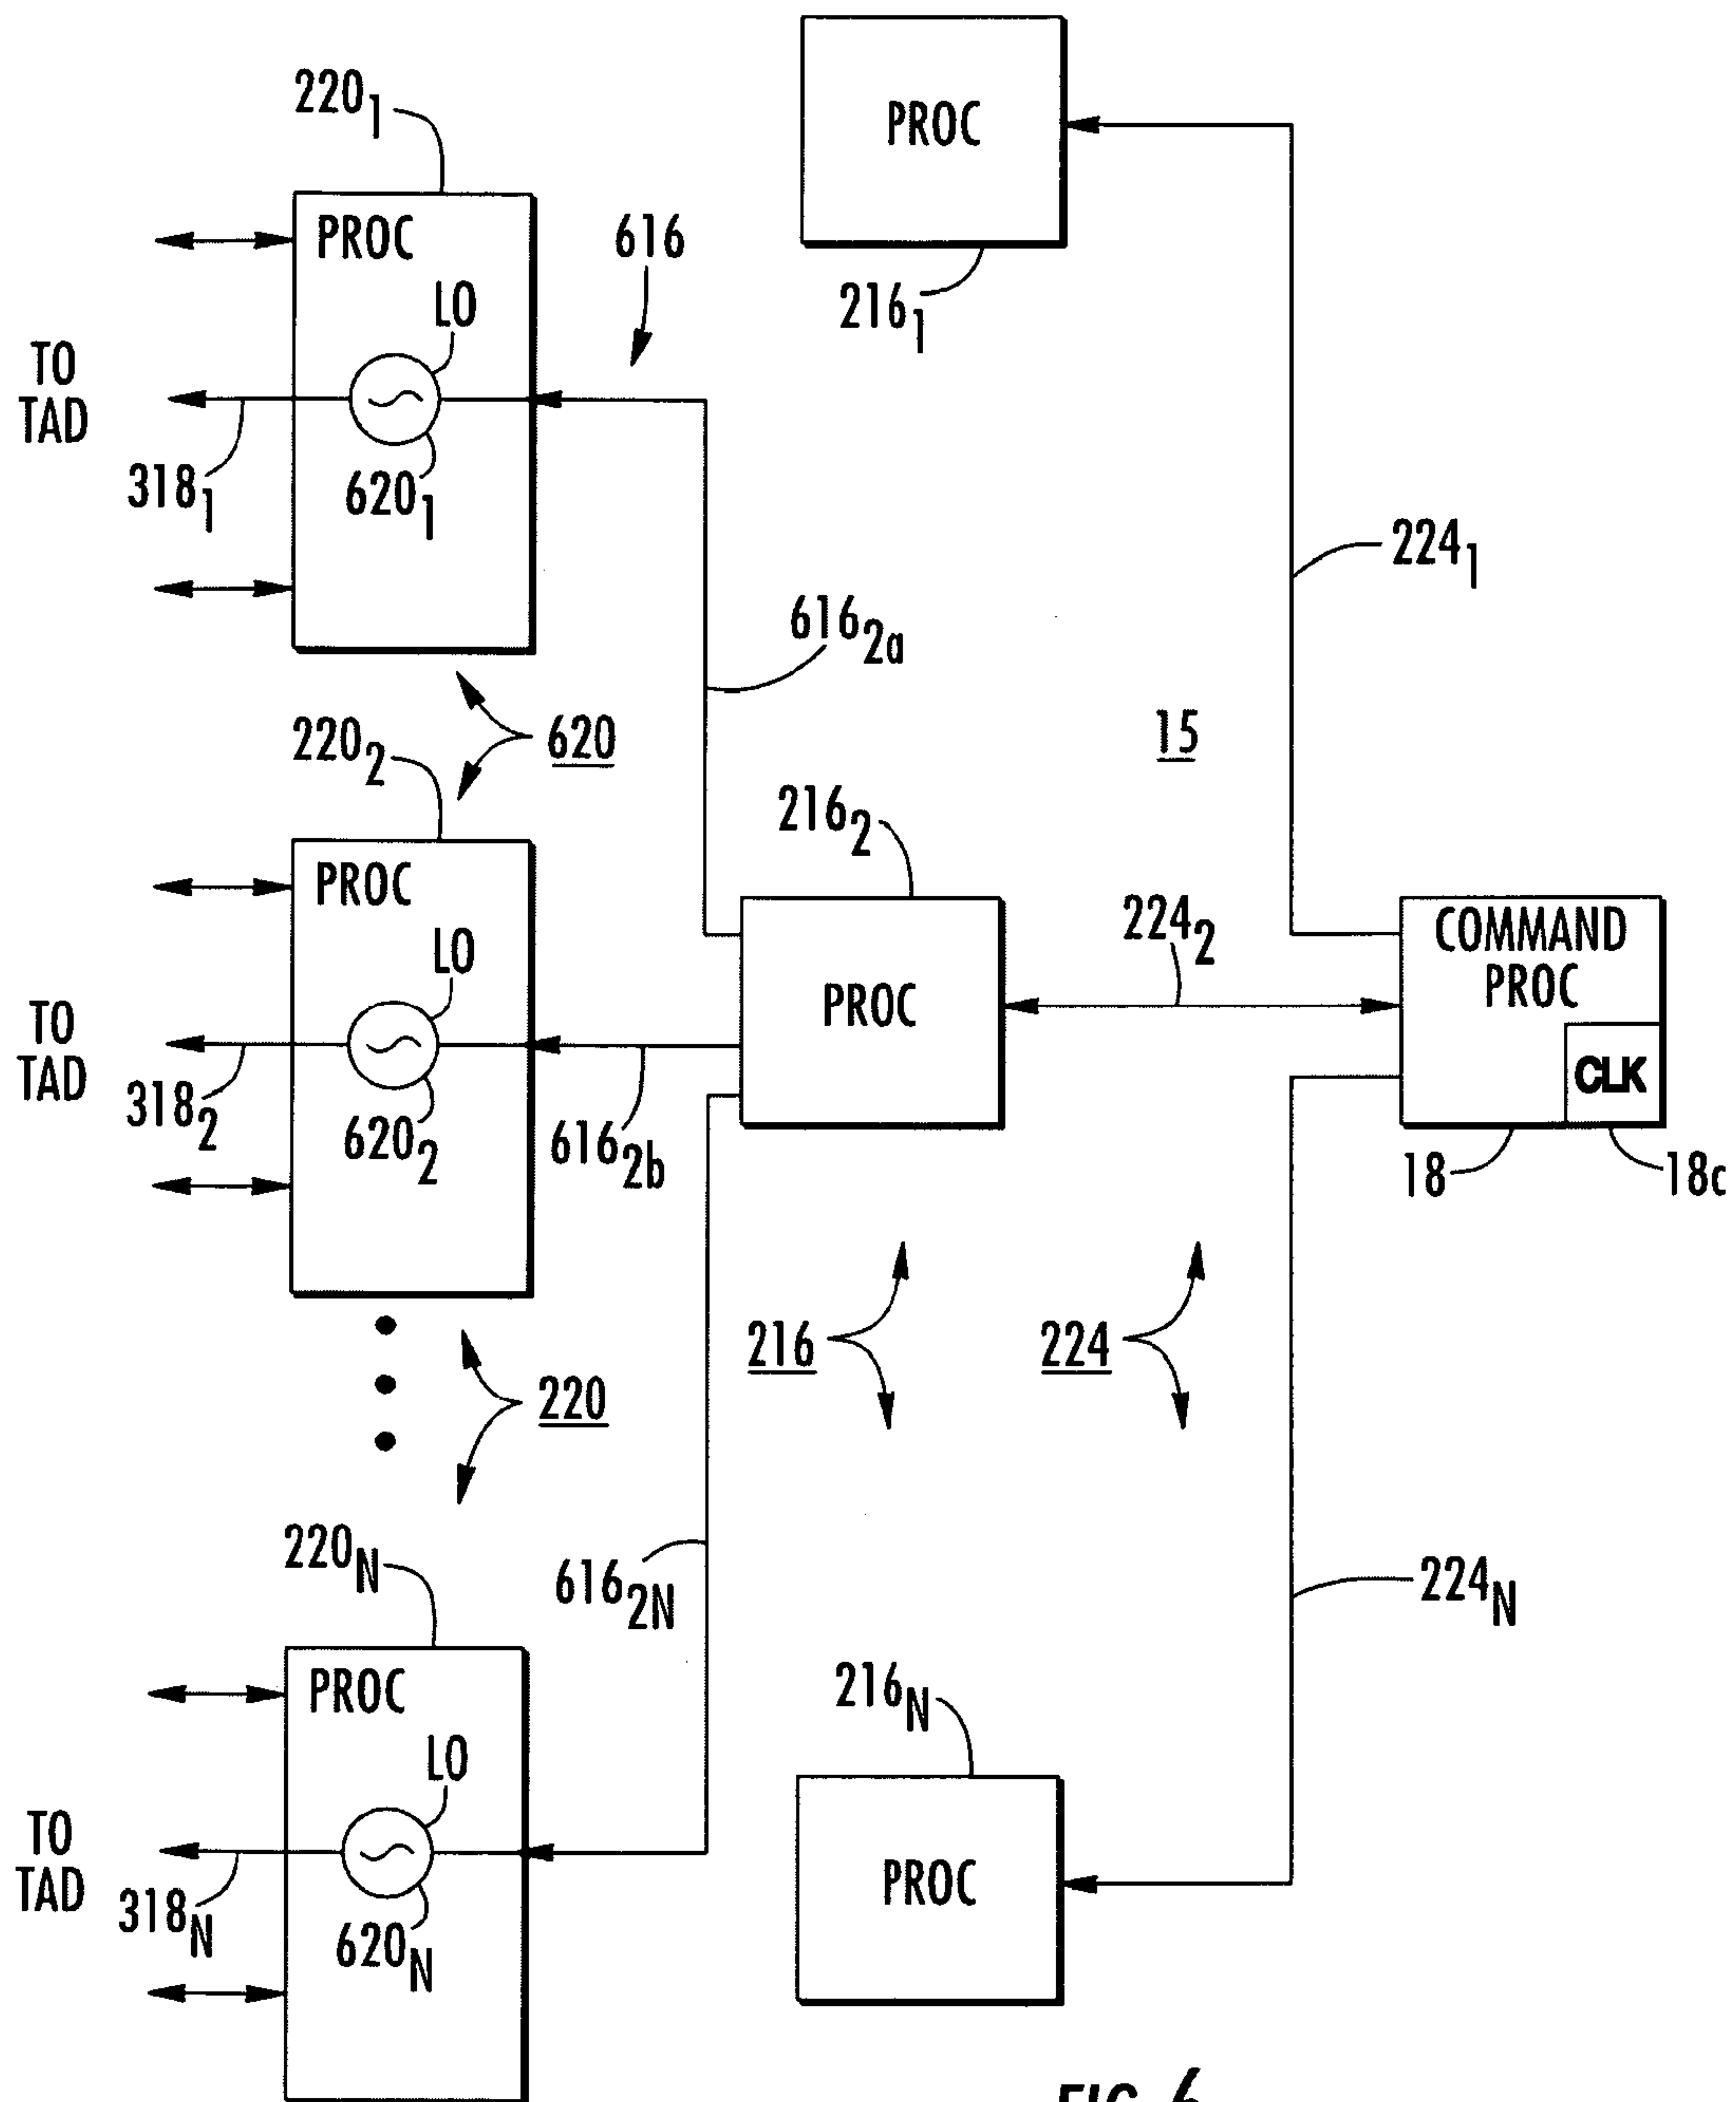 PROC
220₁
PROC
616
LO
216₁
TO
TAD
318₁
620₁
224₁
616₂ₐ
15
620
220₂
216₂
PROC
LO
224₂
COMMAND
PROC
PROC
TO
TAD
CLK
318₂
620₂
616₂b
18
18c
216
224
220
220N
616₂N
224N
216N
PROC
LO
TO
TAD
PROC
318N
620N
FIG. 6